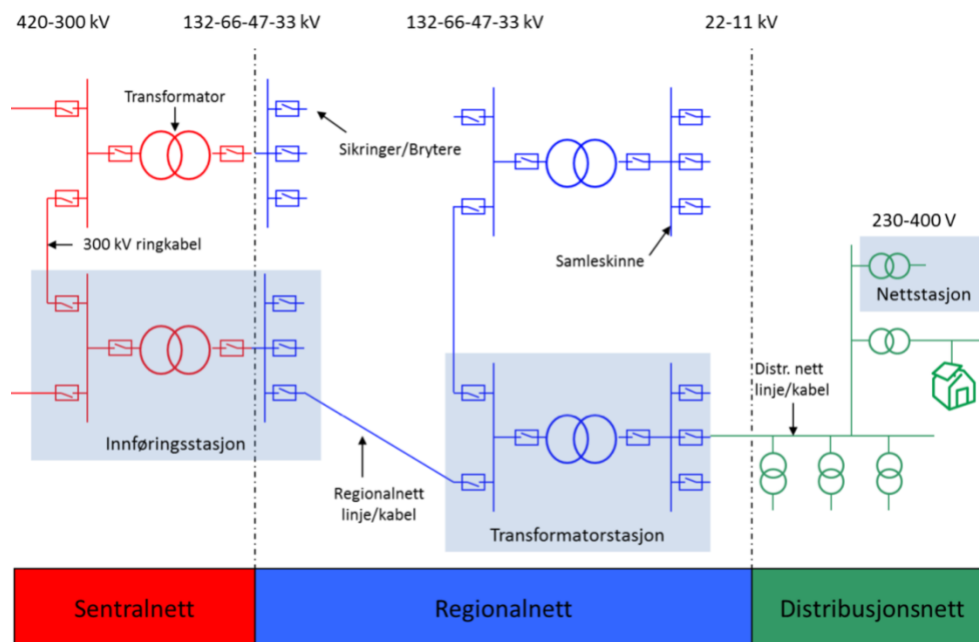 420-300 kV
132-66-47-33 kV
132-66-47-33 kV
22-11 kV
Transformator
Sikringer/Brytere
300 kV ringkabel
Samleskinne
230-400 V
Nettstasjon
Innføringsstasjon
Regionalnett
linje/kabel
Distr. nett
linje/kabel
Transformatorstasjon
Sentralnett
Regionalnett
Distribusjonsnett